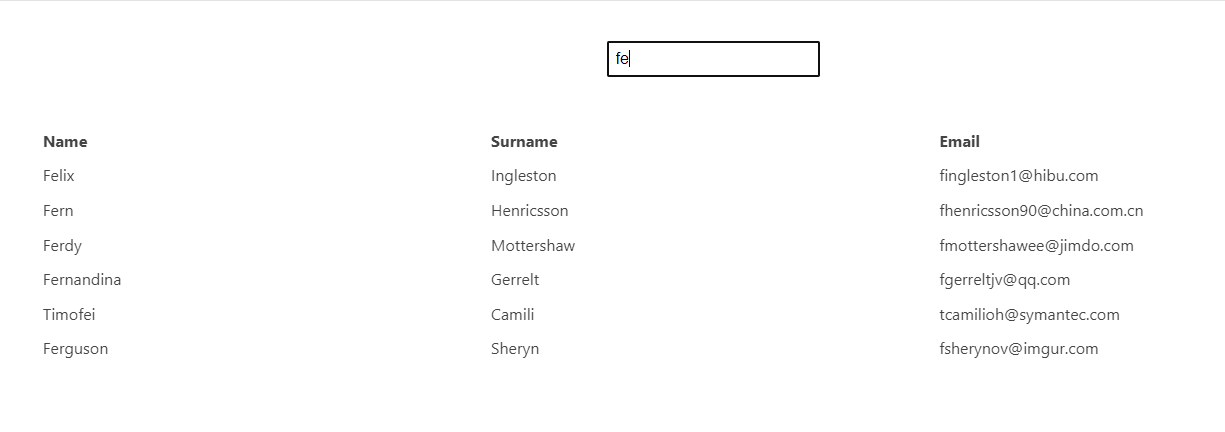 fe
Name Surname Email
Felix Ingleston fingleston1@hibu.com
Fern Henricsson fhenricsson90@china.com.cn
Ferdy Mottershaw fmottershawee@jimdo.com
Fernandina Gerrelt fgerreltjv@qq.com
Timofei Camili tcamilioh@symantec.com
Ferguson Sheryn fsherynov@imgur.com